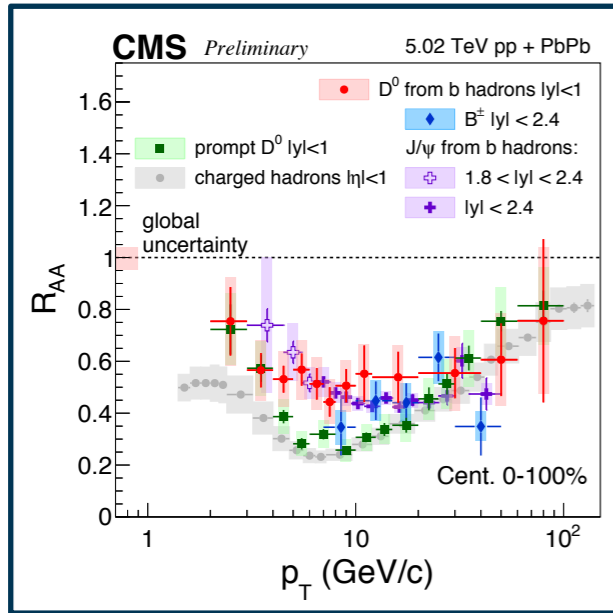 CMS Preliminary 5.02 TeV pp + PbPb
D⁰ from b hadrons |y|<1
B± |y| < 2.4
prompt D⁰ |y|<1
J/ψ from b hadrons:
charged hadrons |η|<1
1.8 < |y| < 2.4
|y| < 2.4
global
uncertainty
Cent. 0-100%
R_AA
1.6
1.4
1.2
1
0.8
0.6
0.4
0.2
0
1 10 10²
p_T (GeV/c)